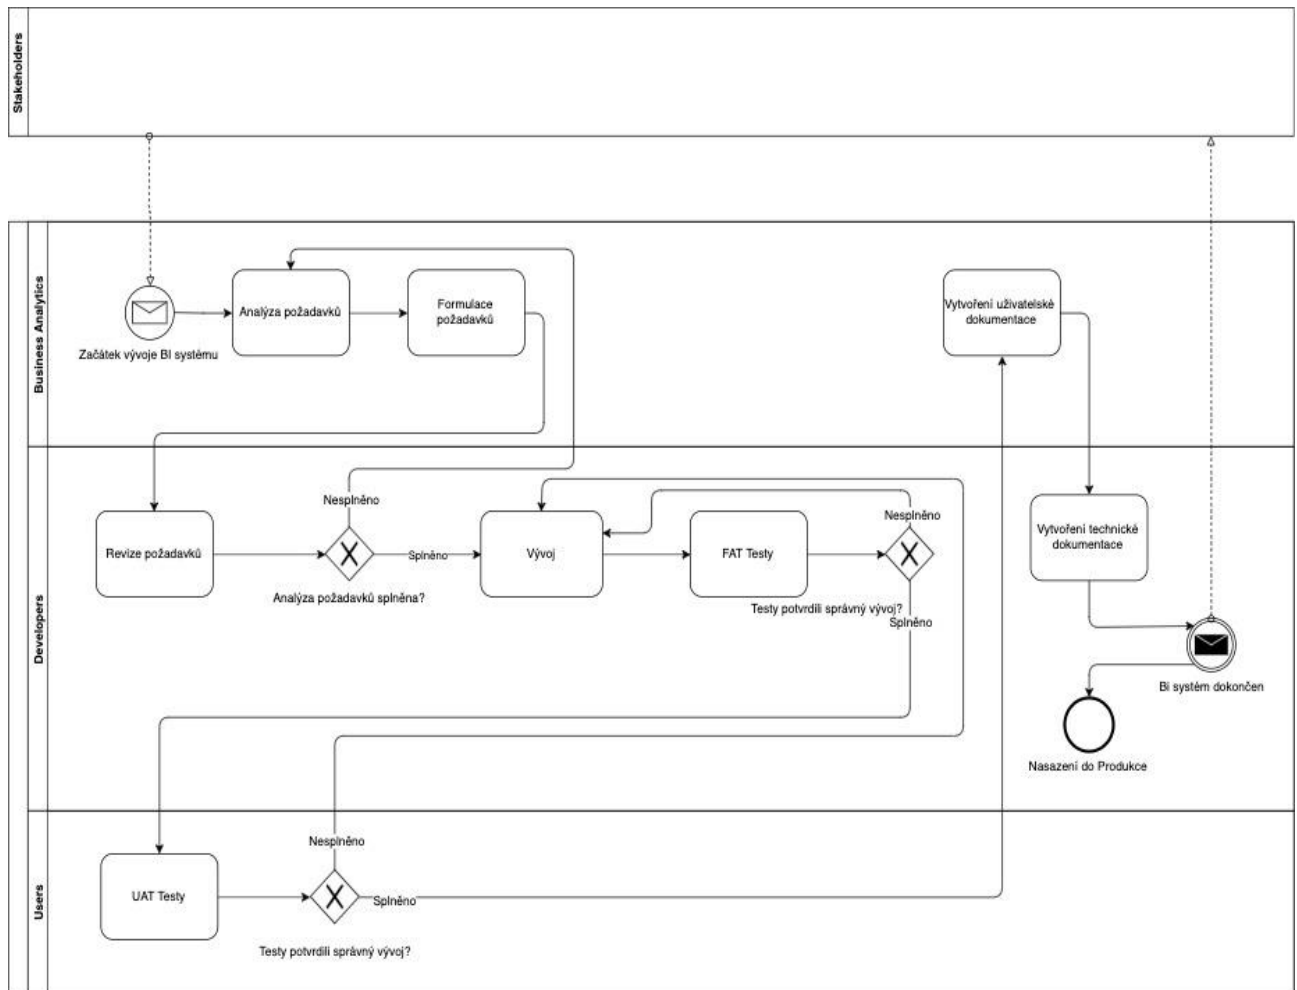 Stakeholders
Business Analytics
Začátek vývoje BI systému
Analýza požadavků
Formulace
požadavků
Vytvoření uživatelské
dokumentace
Developers
Revize požadavků
Nesplněno
Splněno
Analýza požadavků splněna?
Vývoj
FAT Testy
Nesplněno
Testy potvrdili správný vývoj?
Splněno
Vytvoření technické
dokumentace
Bi systém dokončen
Nasazení do Produkce
Users
UAT Testy
Nesplněno
Splněno
Testy potvrdili správný vývoj?